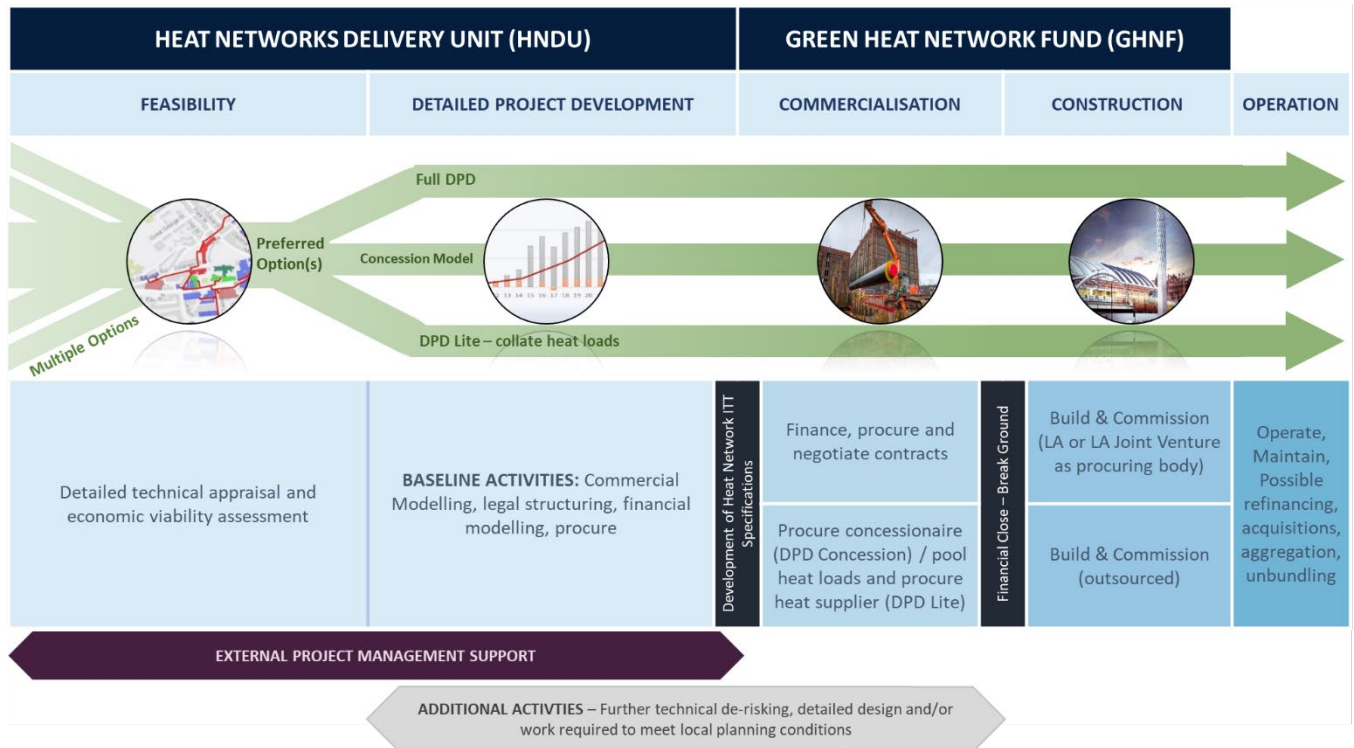 HEAT NETWORKS DELIVERY UNIT (HNDU)
GREEN HEAT NETWORK FUND (GHNF)
FEASIBILITY
DETAILED PROJECT DEVELOPMENT
COMMERCIALISATION
CONSTRUCTION
OPERATION
Full DPD
Preferred
Option(s)
Concession Model
DPD Lite – collate heat loads
Multiple Options
Detailed technical appraisal and
economic viability assessment
BASELINE ACTIVITIES: Commercial
Modelling, legal structuring, financial
modelling, procure
Development of Heat Network ITT
Specifications
Finance, procure and
negotiate contracts
Procure concessionaire
(DPD Concession) / pool
heat loads and procure
heat supplier (DPD Lite)
Financial Close – Break Ground
Build & Commission
(LA or LA Joint Venture
as procuring body)
Build & Commission
(outsourced)
Operate,
Maintain,
Possible
refinancing,
acquisitions,
aggregation,
unbundling
EXTERNAL PROJECT MANAGEMENT SUPPORT
ADDITIONAL ACTIVTIES – Further technical de-risking, detailed design and/or
work required to meet local planning conditions